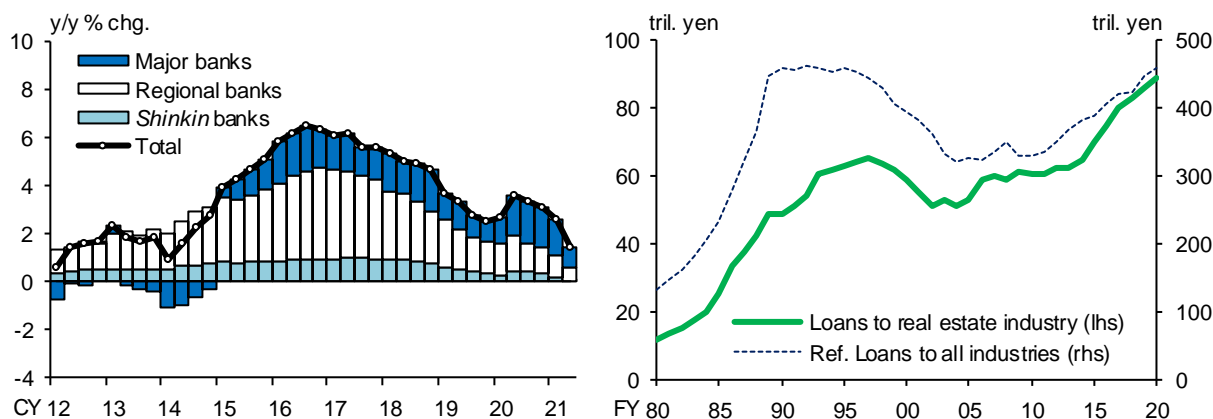 y/y % chg.
10
8
6
4
2
0
-2
-4
Major banks
Regional banks
Shinkin banks
Total
CY 12 13 14 15 16 17 18 19 20 21
tril. yen
tril. yen
100
80
60
40
20
0
500
400
300
200
100
0
Loans to real estate industry (lhs)
Ref. Loans to all industries (rhs)
FY 80 85 90 95 00 05 10 15 20